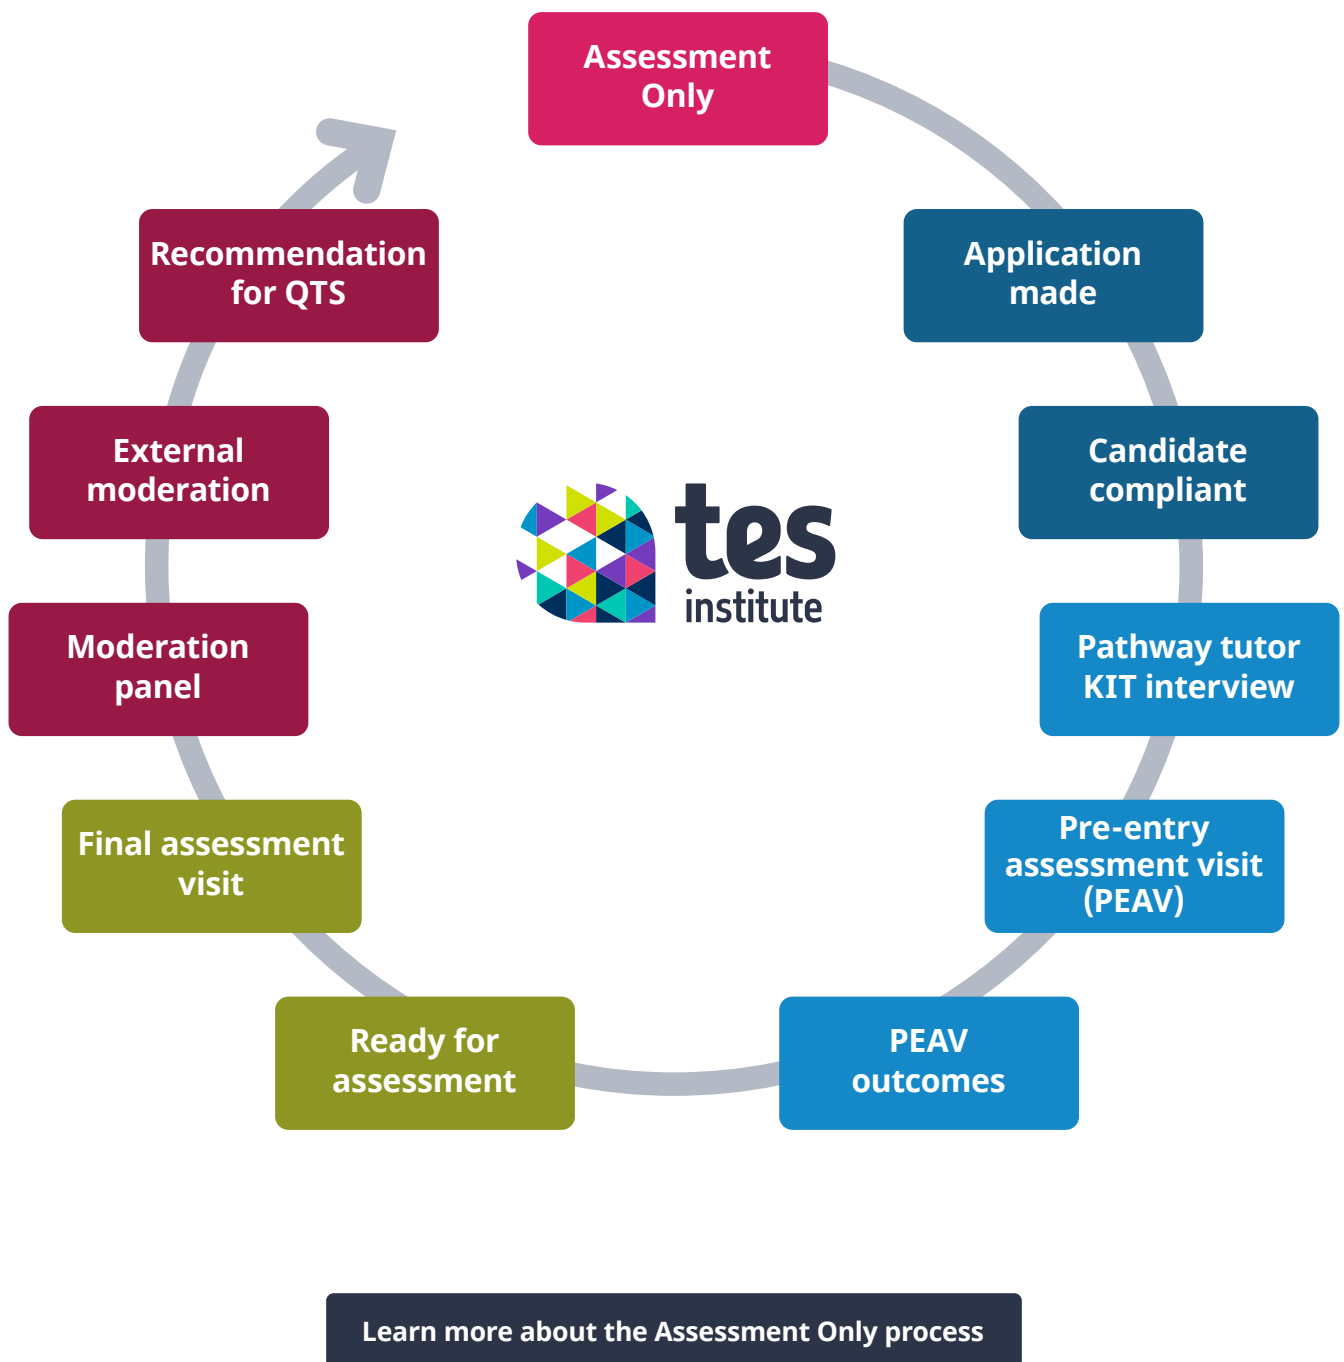 Assessment
Only
Application
made
Candidate
compliant
Pathway tutor
KIT interview
Pre-entry
assessment visit
(PEAV)
PEAV
outcomes
Ready for
assessment
Final assessment
visit
Moderation
panel
External
moderation
Recommendation
for QTS
tes
institute
Learn more about the Assessment Only process